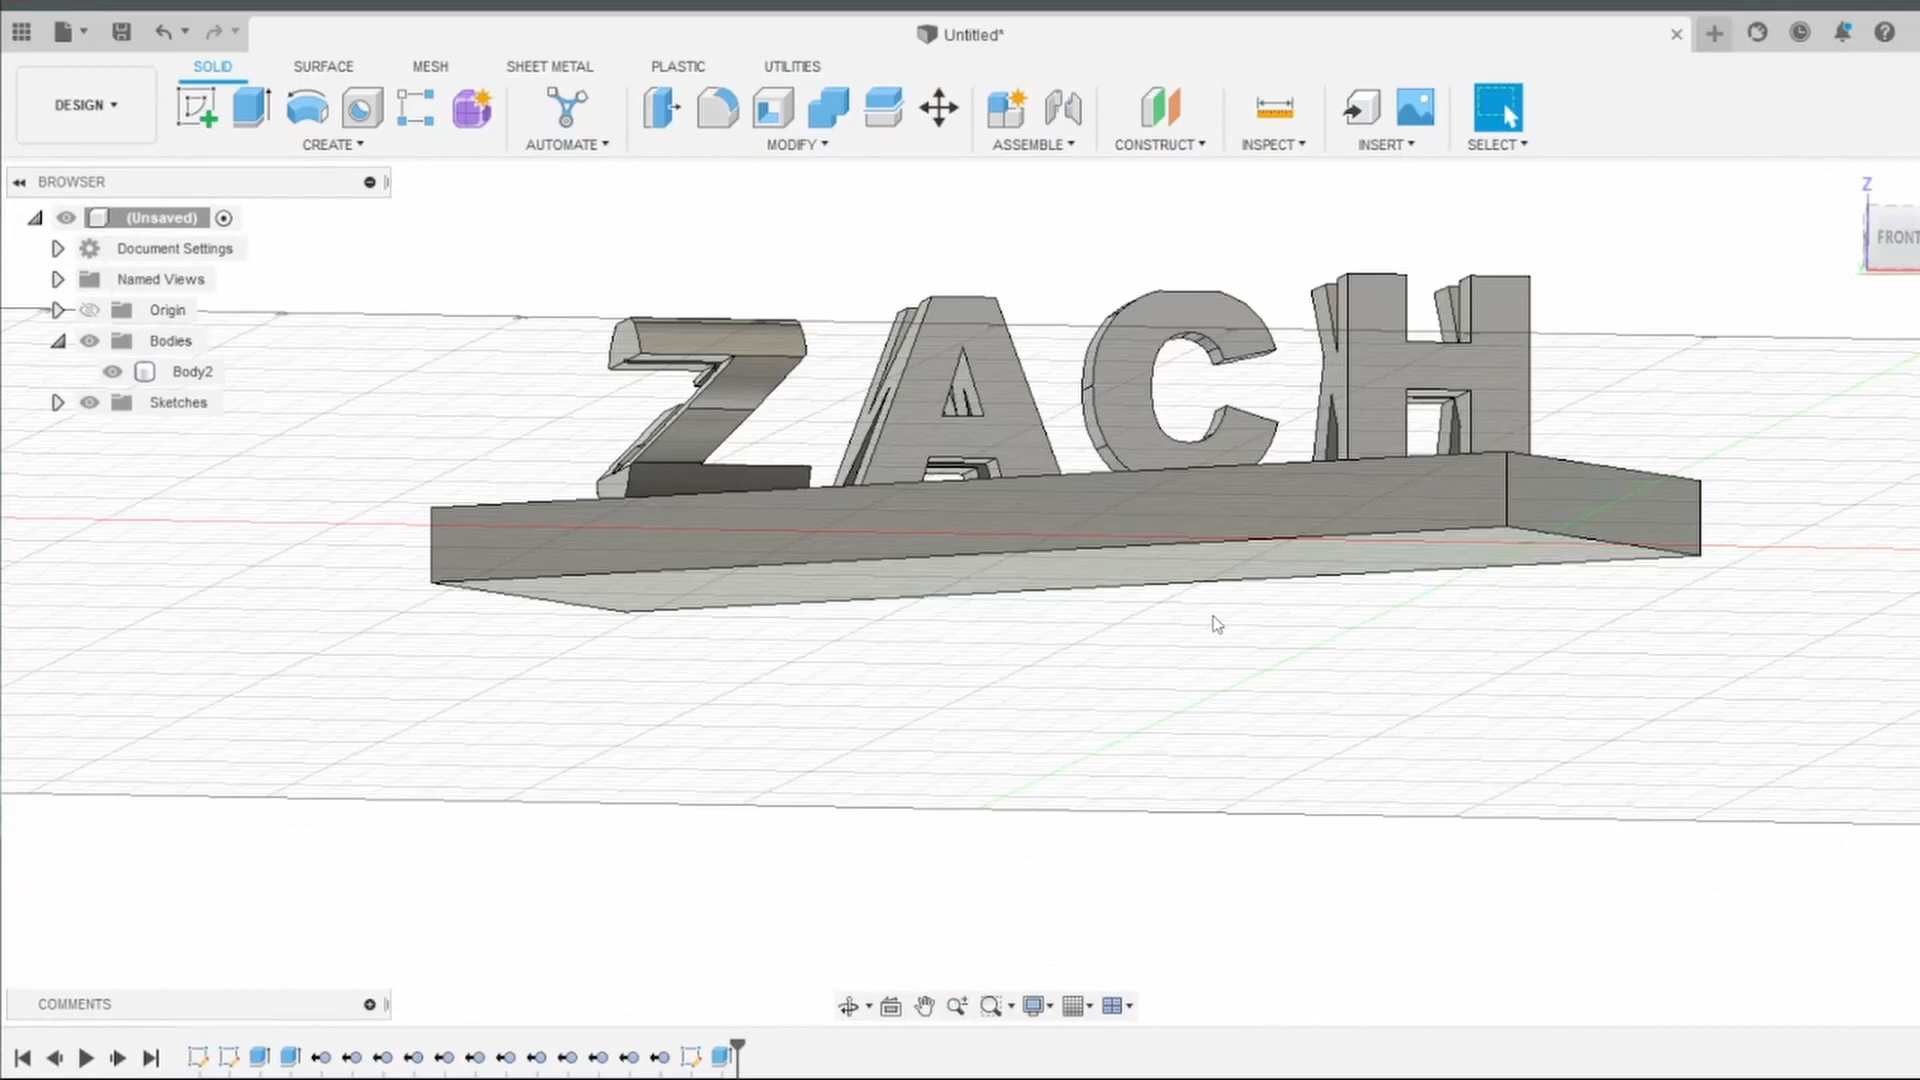 Untitled*
SOLID SURFACE MESH SHEET METAL PLASTIC UTILITIES
DESIGN
CREATE AUTOMATE MODIFY ASSEMBLE CONSTRUCT INSPECT INSERT SELECT
BROWSER
(Unsaved)
Document Settings
Named Views
Origin
Bodies
Body2
Sketches
Z
FRONT
ZACH
COMMENTS